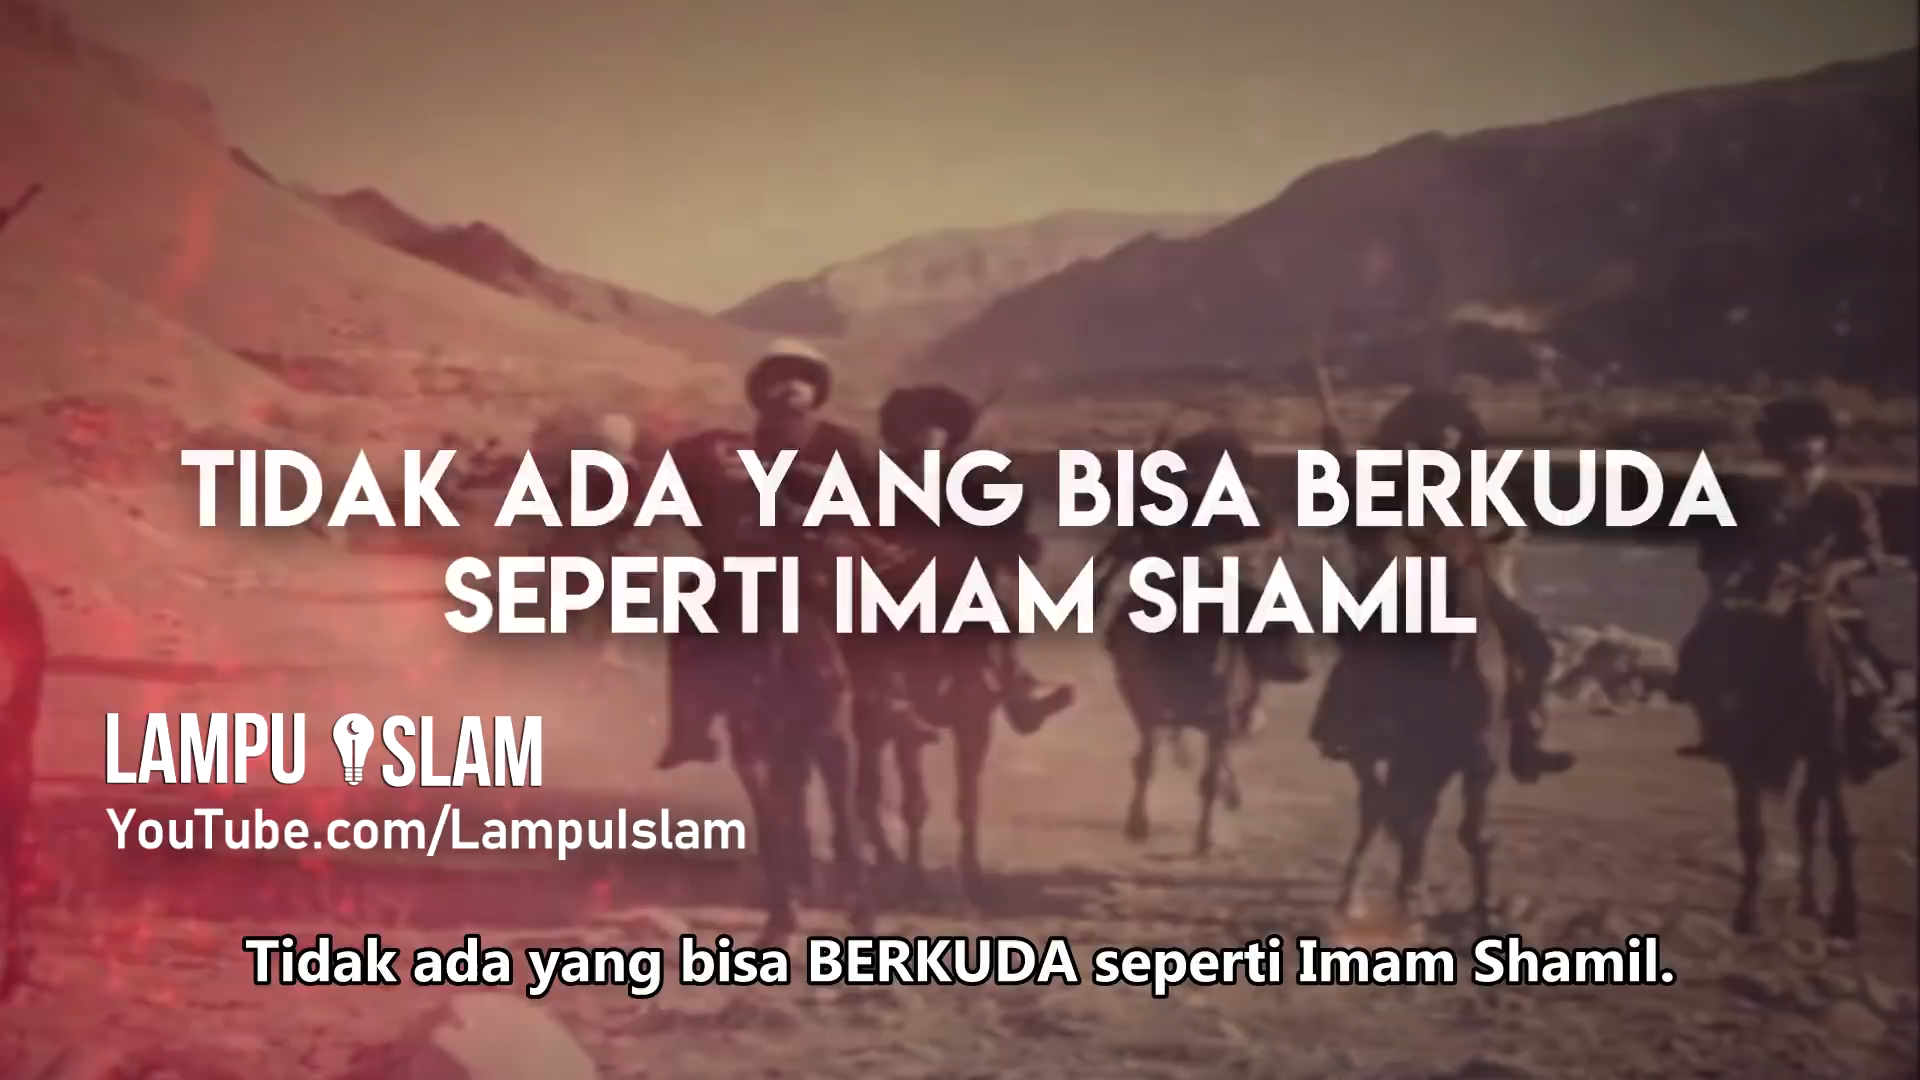 TIDAK ADA YANG BISA BERKUDA
SEPERTI IMAM SHAMIL
LAMPU ISLAM
YouTube.com/LampuIslam
Tidak ada yang bisa BERKUDA seperti Imam Shamil.